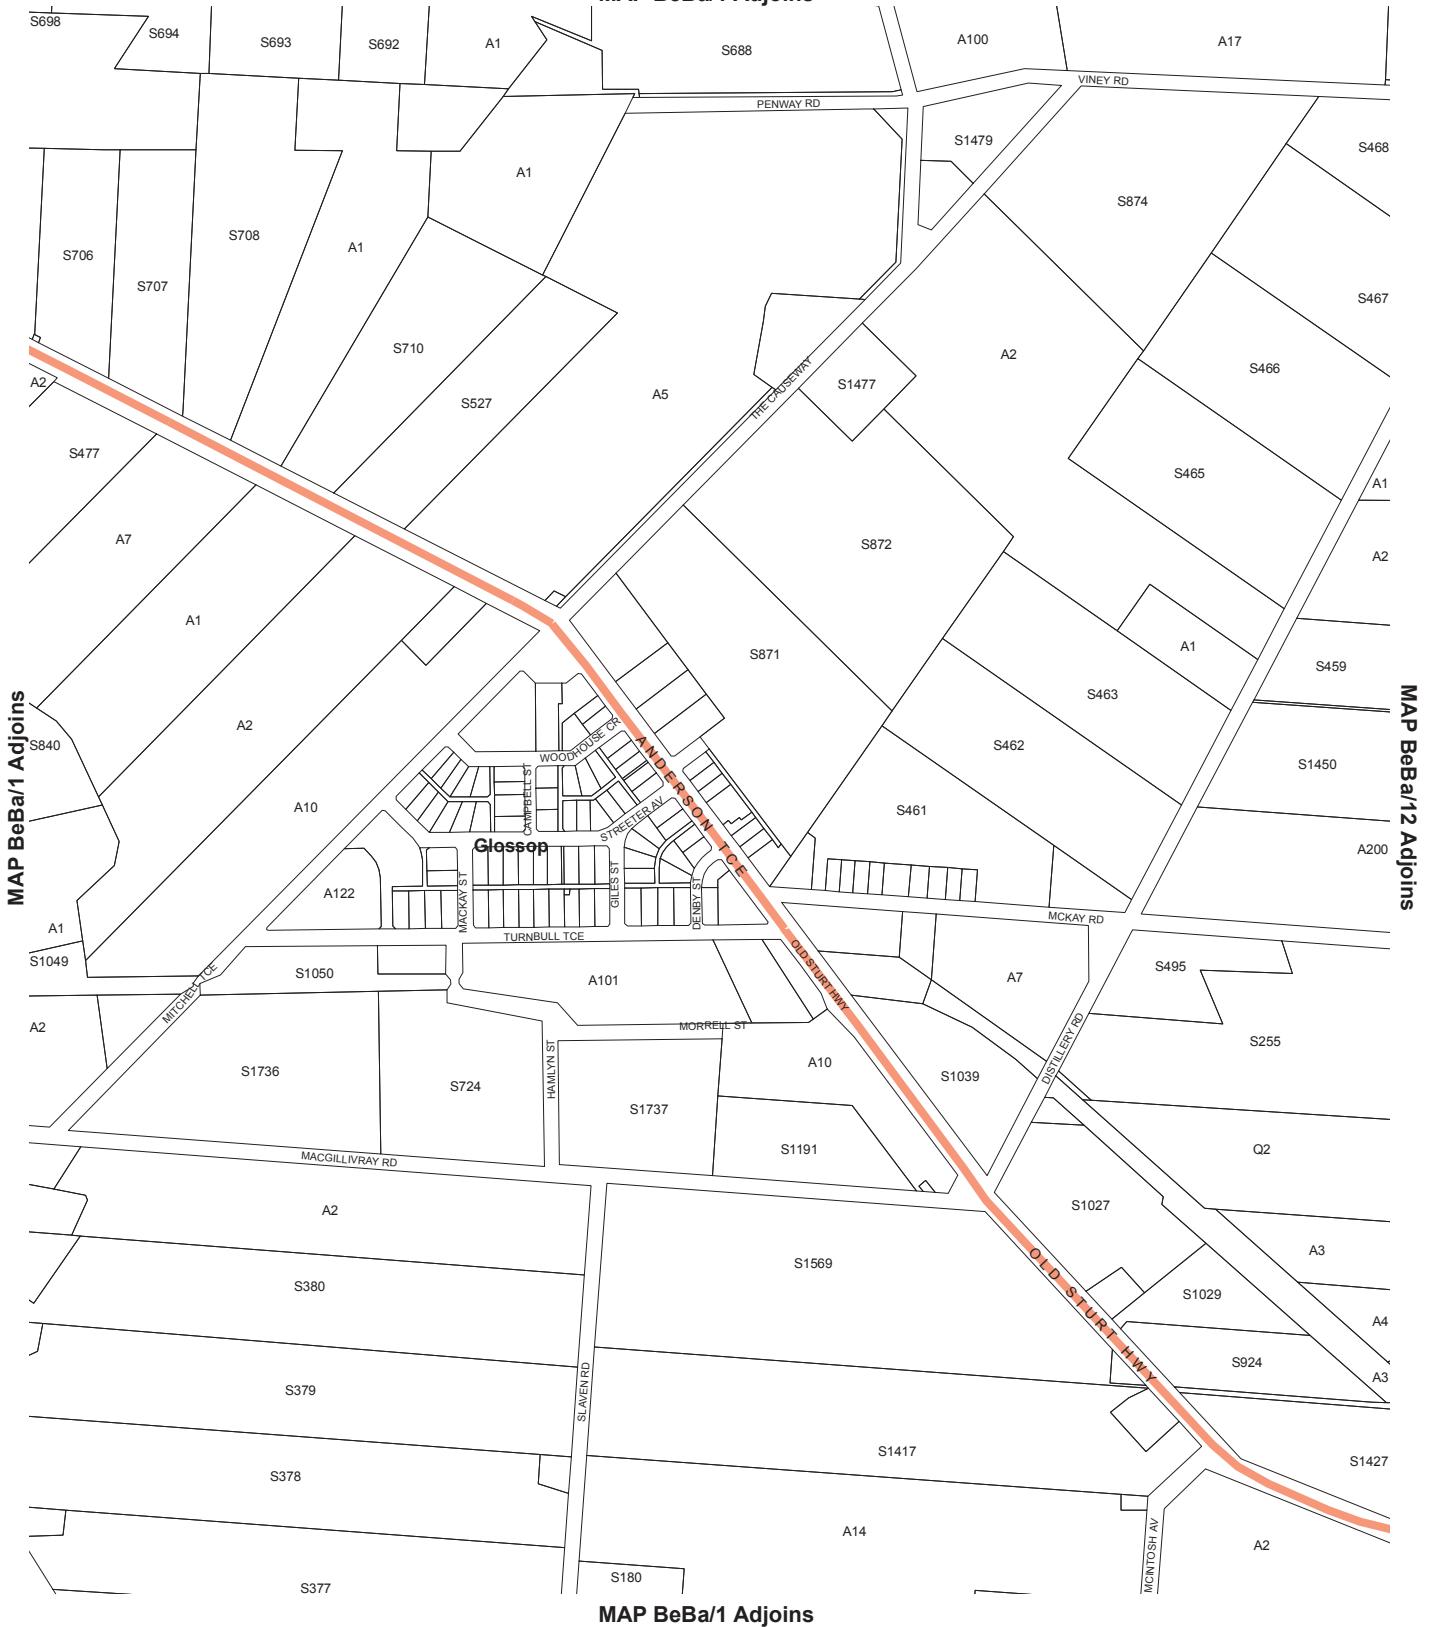 MAP BeBa/1 Adjoins
S698
S694
S693
S692
A1
S688
A100
A17
VINEY RD
PENWAY RD
S1479
S468
A1
S874
S708
A1
S706
S707
S467
S710
A2
S466
A2
S1477
THE CAUSEWAY
A5
S527
S477
S465
A1
A7
S872
A2
A1
S871
A1
S459
S463
MAP BeBa/1 Adjoins
S840
A2
WOODHOUSE CR
ANDERSON TCE
S462
S1450
MAP BeBa/12 Adjoins
CAMPBELL ST
A10
STREETER AV
S461
Glossop
A200
A122
MACKAY ST
GILES ST
DENBY ST
MCKAY RD
A1
TURNBULL TCE
S1049
S1050
MITCHELL TCE
A101
OLD STURT HWY
A7
S495
A2
MORRELL ST
S255
S1736
S724
HAMLYN ST
A10
S1039
DISTILLERY RD
S1737
S1191
Q2
MACGILLIVRAY RD
A2
S1027
S1569
A3
S380
OLD STURT HWY
S1029
A4
S924
A3
S379
SLAVEN RD
S1417
S1427
S378
A14
MCINTOSH AV
A2
S377
S180
MAP BeBa/1 Adjoins